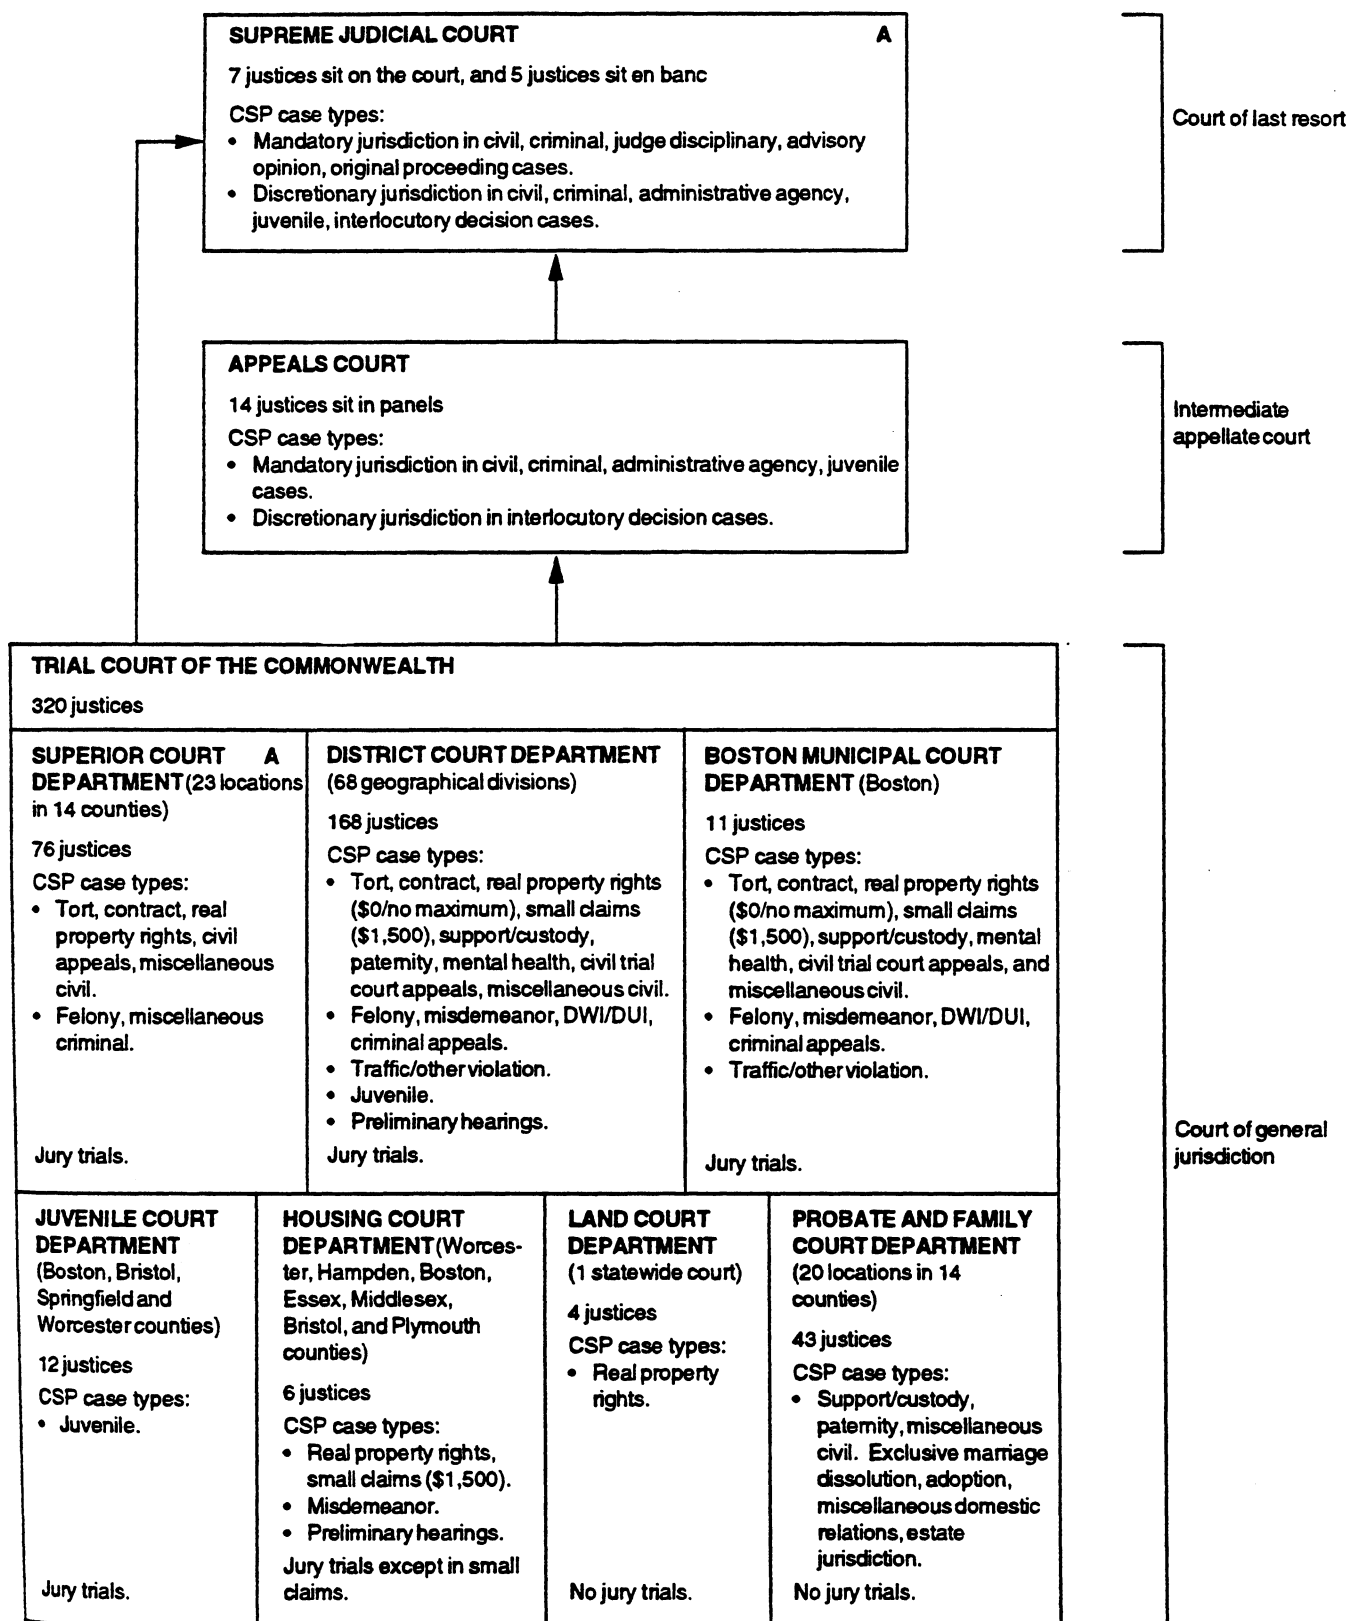 SUPREME JUDICIAL COURT A
7 justices sit on the court, and 5 justices sit en banc
CSP case types:
• Mandatory jurisdiction in civil, criminal, judge disciplinary, advisory
opinion, original proceeding cases.
• Discretionary jurisdiction in civil, criminal, administrative agency,
juvenile, interlocutory decision cases.
Court of last resort
APPEALS COURT
14 justices sit in panels
CSP case types:
• Mandatory jurisdiction in civil, criminal, administrative agency, juvenile
cases.
• Discretionary jurisdiction in interlocutory decision cases.
Intermediate
appellate court
TRIAL COURT OF THE COMMONWEALTH
320 justices
SUPERIOR COURT A
DEPARTMENT (23 locations
in 14 counties)
76 justices
CSP case types:
• Tort, contract, real
property rights, civil
appeals, miscellaneous
civil.
• Felony, miscellaneous
criminal.
Jury trials.
DISTRICT COURT DEPARTMENT
(68 geographical divisions)
168 justices
CSP case types:
• Tort, contract, real property rights
($0/no maximum), small claims
($1,500), support/custody,
paternity, mental health, civil trial
court appeals, miscellaneous civil.
• Felony, misdemeanor, DWI/DUI,
criminal appeals.
• Traffic/other violation.
• Juvenile.
• Preliminary hearings.
Jury trials.
BOSTON MUNICIPAL COURT
DEPARTMENT (Boston)
11 justices
CSP case types:
• Tort, contract, real property rights
($0/no maximum), small claims
($1,500), support/custody, mental
health, civil trial court appeals, and
miscellaneous civil.
• Felony, misdemeanor, DWI/DUI,
criminal appeals.
• Traffic/other violation.
Jury trials.
Court of general
jurisdiction
JUVENILE COURT
DEPARTMENT
(Boston, Bristol,
Springfield and
Worcester counties)
12 justices
CSP case types:
• Juvenile.
Jury trials.
HOUSING COURT
DEPARTMENT (Worces-
ter, Hampden, Boston,
Essex, Middlesex,
Bristol, and Plymouth
counties)
6 justices
CSP case types:
• Real property rights,
small claims ($1,500).
• Misdemeanor.
• Preliminary hearings.
Jury trials except in small
claims.
LAND COURT
DEPARTMENT
(1 statewide court)
4 justices
CSP case types:
• Real property
rights.
No jury trials.
PROBATE AND FAMILY
COURT DEPARTMENT
(20 locations in 14
counties)
43 justices
CSP case types:
• Support/custody,
paternity, miscellaneous
civil. Exclusive marriage
dissolution, adoption,
miscellaneous domestic
relations, estate
jurisdiction.
No jury trials.